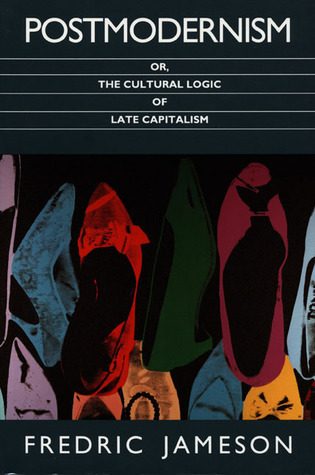 POSTMODERNISM
OR,
THE CULTURAL LOGIC
OF
LATE CAPITALISM
FREDRIC JAMESON